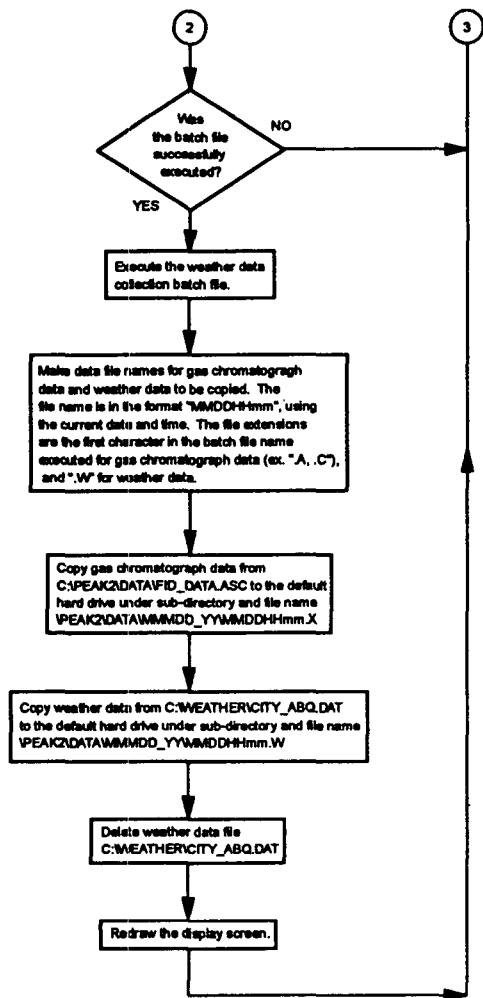 2
3
Was
the batch file
successfully
executed?
NO
YES
Execute the weather data
collection batch file.
Make data file names for gas chromatogragh
data and weather data to be copied. The
file name is in the format "MMDDHHmm", using
the current data and time. The file extensions
are the first character in the batch file name
executed for gas chromatograph data (ex. ".A, .C"),
and ".W" for weather data.
Copy gas chromatograph data from
C:\PEAK2\DATA\FID_DATA.ASC to the default
hard drive under sub-directory and file name
\PEAK2\DATA\MMMDD_YY\MMDDHHmm.X
Copy weather data from C:\WEATHER\CITY_ABQ.DAT
to the default hard drive under sub-directory and file name
\PEAK2\DATA\MMMDD_YY\MMDDHHmm.W
Delete weather data file
C:\WEATHER\CITY_ABQ.DAT
Redraw the display screen.